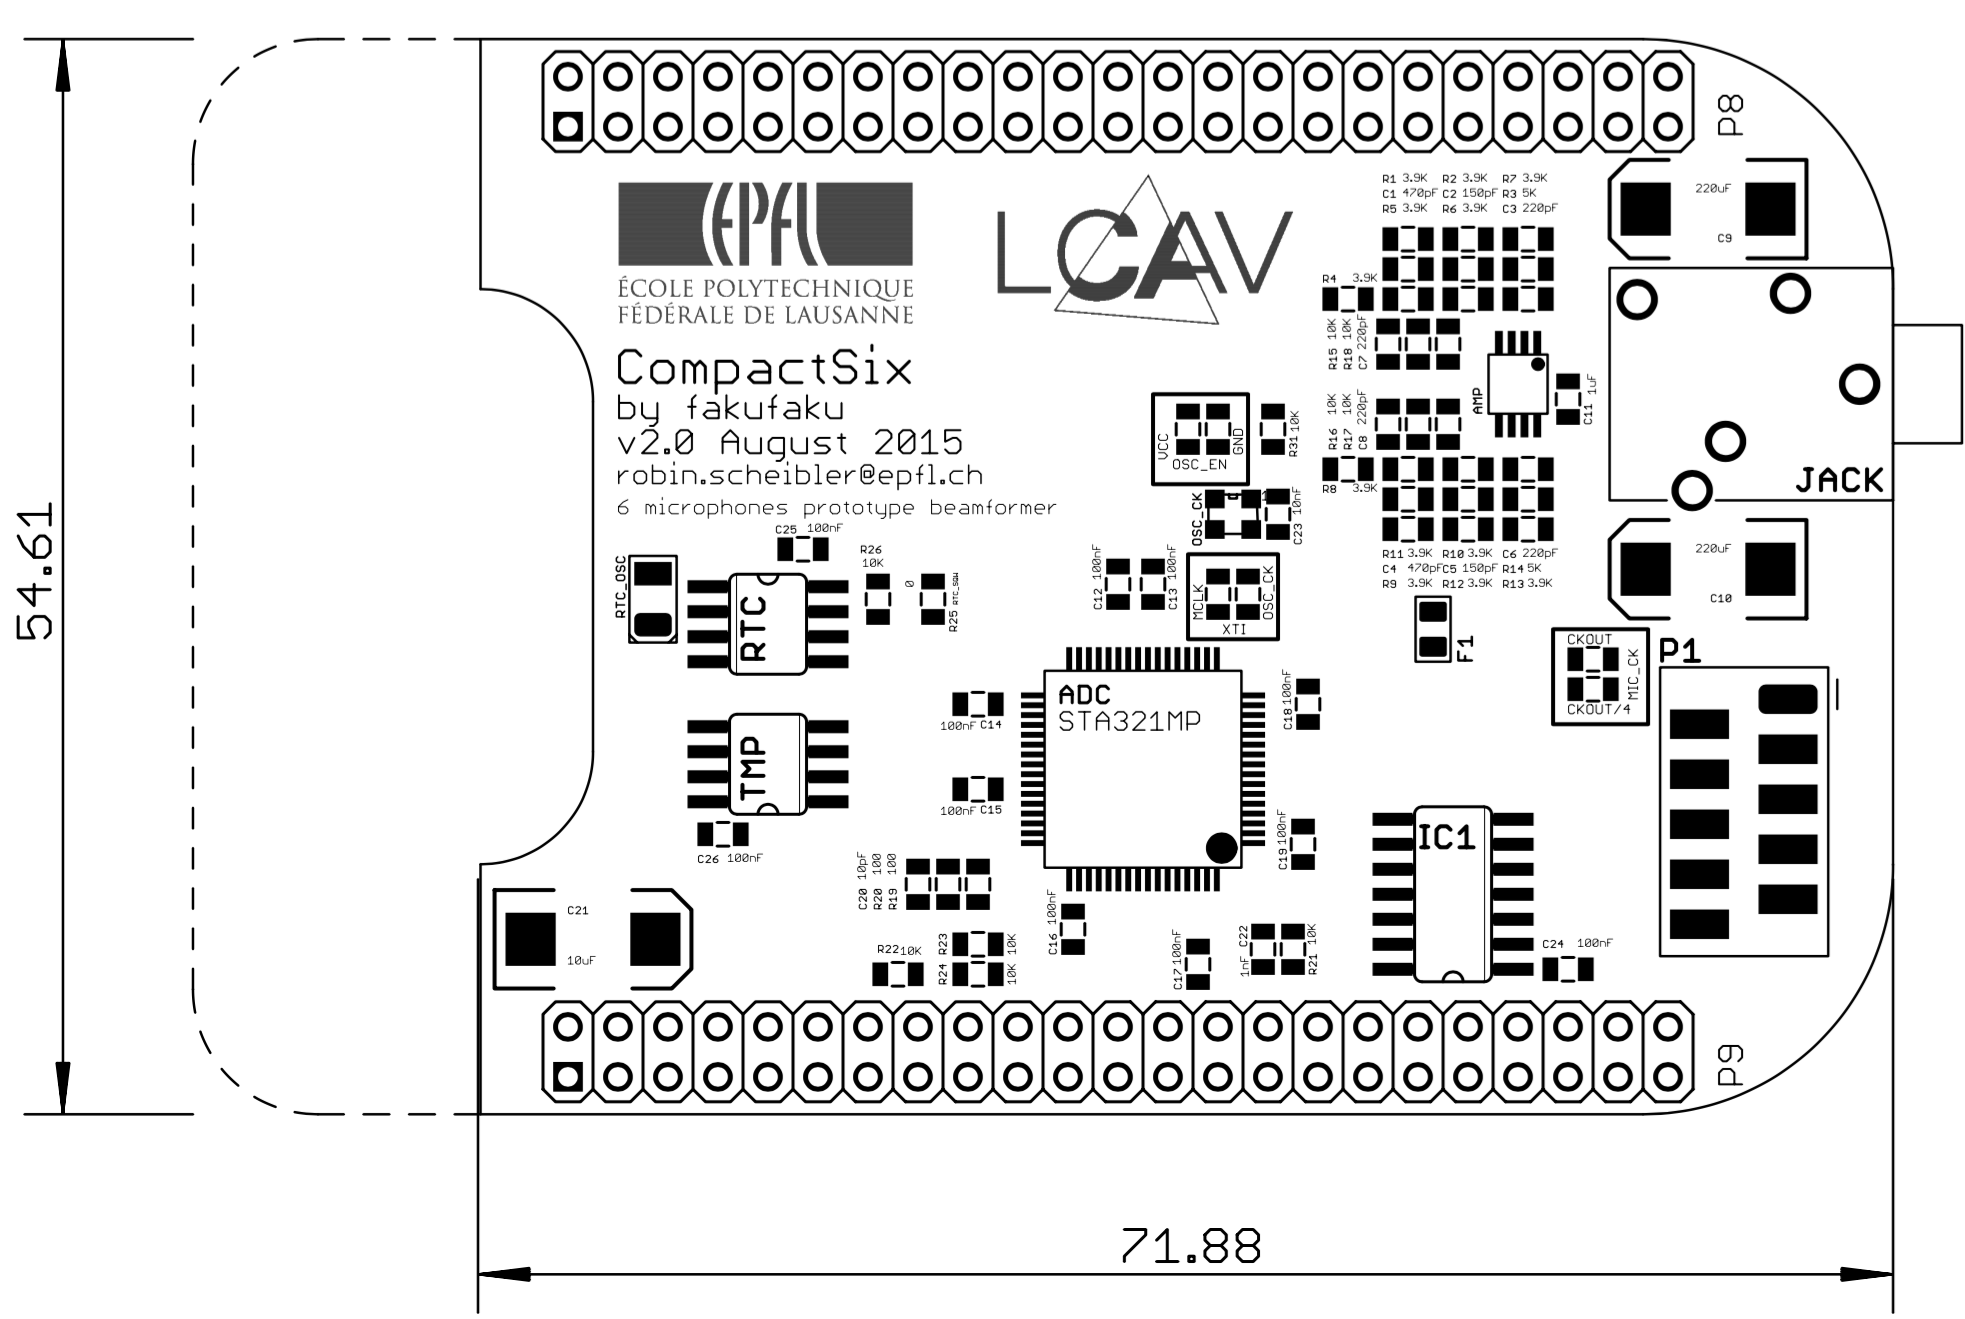 P8
EPFL
ÉCOLE POLYTECHNIQUE
FÉDÉRALE DE LAUSANNE
LCAV
CompactSix
by fakufaku
v2.0 August 2015
robin.scheibler@epfl.ch
6 microphones prototype beamformer
R1 3.9K R2 3.9K R7 3.9K
C1 470pF C2 150pF R3 5K
R5 3.9K R6 3.9K C3 220pF
220uF
C9
R4 3.9K
R15 10K
R18 10K
C7 220pF
AMP
C11 1uF
R16 10K
R17 10K
C8 220pF
R8 3.9K
JACK
VCC
GND
OSC_EN
R31 10K
OSC_CK
1
C23 10nF
R11 3.9K R10 3.9K C6 220pF
C4 470pF C5 150pF R14 5K
R9 3.9K R12 3.9K R13 3.9K
220uF
C10
C25 100nF
RTC_OSC
RTC
R26
10K
0
RTC_SQW
R25
C12 100nF
C13 100nF
MCLK
OSC_CK
XTI
F1
CKOUT
MIC_CK
CKOUT/4
P1
54.61
TMP
C26 100nF
100nF C14
100nF C15
ADC
STA321MP
C18 100nF
C19 100nF
IC1
C20 10pF
R20 100
R19 100
C21
10uF
R22 10K
R23 10K
R24 10K
C16 100nF
C17 100nF
C22
1nF
R21 10K
C24 100nF
P9
71.88